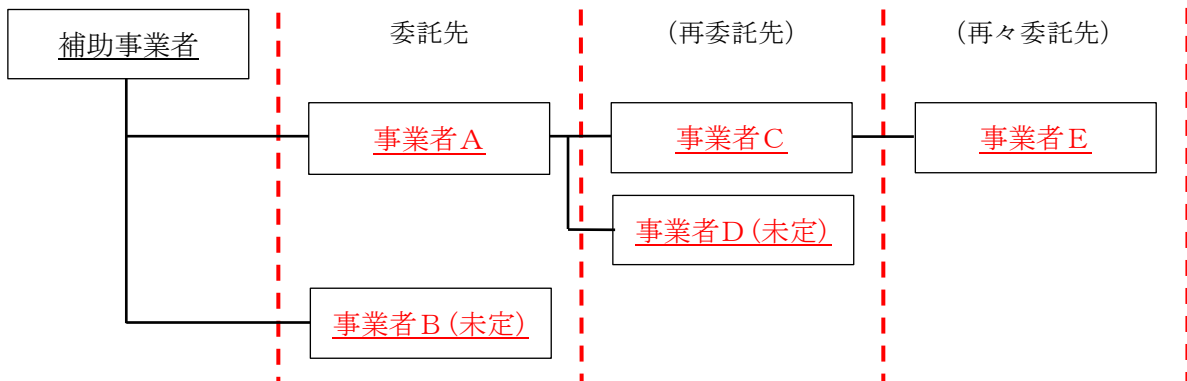 補助事業者
委託先
(再委託先)
(再々委託先)
事業者A
事業者C
事業者E
事業者D(未定)
事業者B(未定)